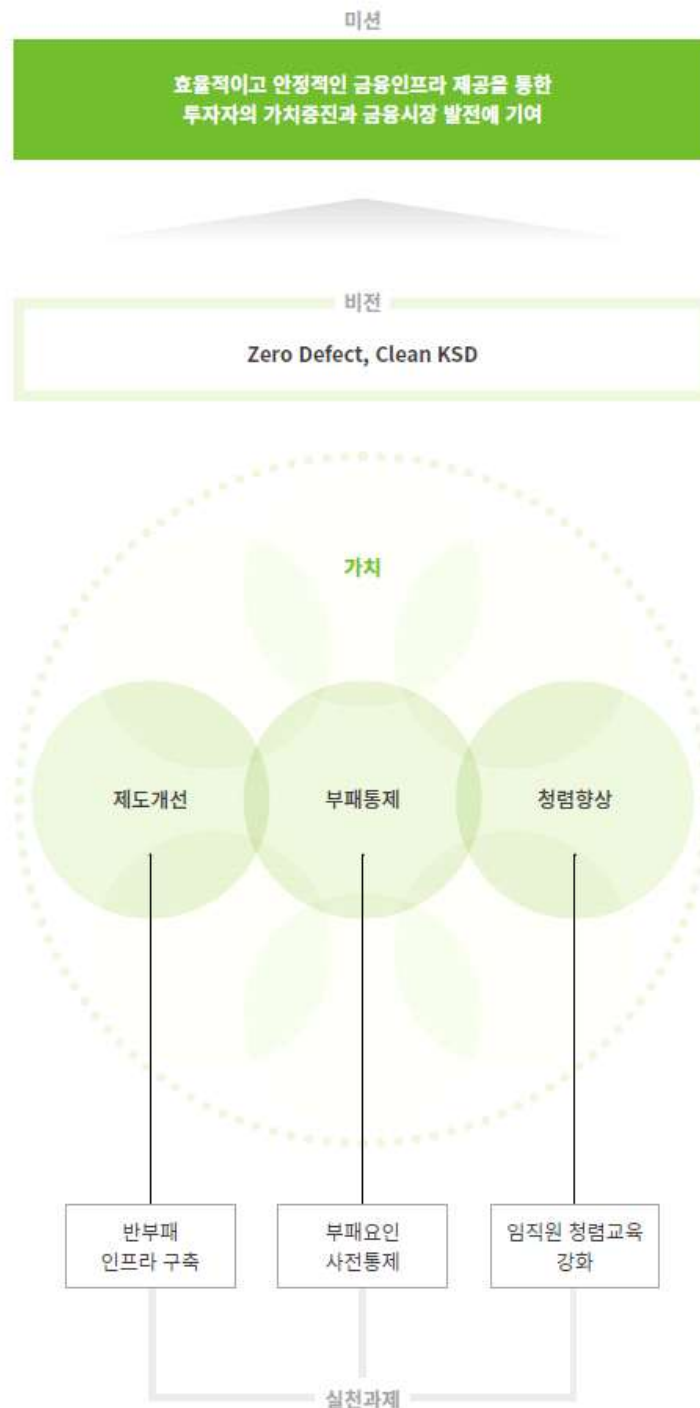 미션
효율적이고 안정적인 금융인프라 제공을 통한
투자자의 가치증진과 금융시장 발전에 기여
비전
Zero Defect, Clean KSD
가치
제도개선
부패통제
청렴향상
반부패
인프라 구축
부패요인
사전통제
임직원 청렴교육
강화
실천과제